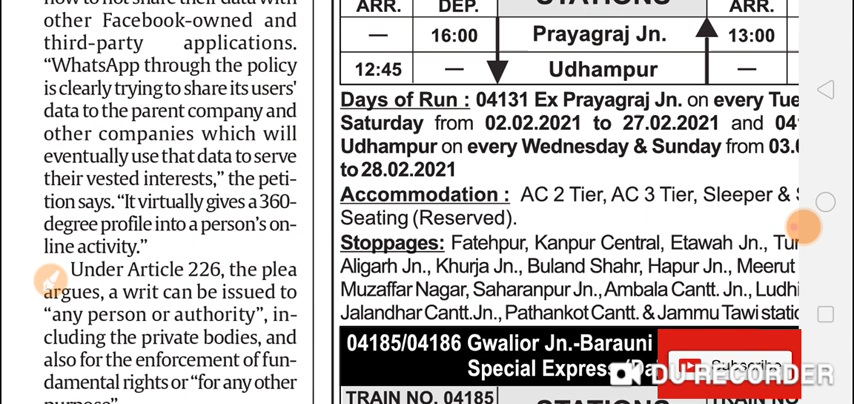 how to not share their data with
other Facebook-owned and
third-party applications.
“WhatsApp through the policy
is clearly trying to share its users’
data to the parent company and
other companies which will
eventually use that data to serve
their vested interests,” the peti-
tion says. “It virtually gives a 360-
degree profile into a person’s on-
line activity.”
Under Article 226, the plea
argues, a writ can be issued to
“any person or authority”, in-
cluding the private bodies, and
also for the enforcement of fun-
damental rights or “for any other
purpose”
ARR. DEP. STATIONS ARR.
— 16:00 Prayagraj Jn. 13:00
12:45 — Udhampur —
Days of Run : 04131 Ex Prayagraj Jn. on every Tue
Saturday from 02.02.2021 to 27.02.2021 and 04
Udhampur on every Wednesday & Sunday from 03.
to 28.02.2021
Accommodation : AC 2 Tier, AC 3 Tier, Sleeper &
Seating (Reserved).
Stoppages: Fatehpur, Kanpur Central, Etawah Jn.,
Aligarh Jn., Khurja Jn., Buland Shahr, Hapur Jn., Meerut
Muzaffar Nagar, Saharanpur Jn., Ambala Cantt. Jn., Ludhi
Jalandhar Cantt.Jn., Pathankot Cantt. & Jammu Tawi
04185/04186 Gwalior Jn.-Barauni
Special Express
Subscribe
DU RECORDER
TRAIN NO. 04185 STATIONS